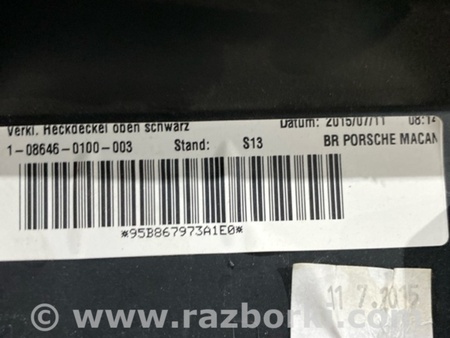 Verkl. Heckdeckel oben schwarz Datum: 2015/07/11 08:14
1-08646-0100-003 Stand: S13 BR PORSCHE MACAN
*95B867973A1E0*
11 7.2015
www.razborka